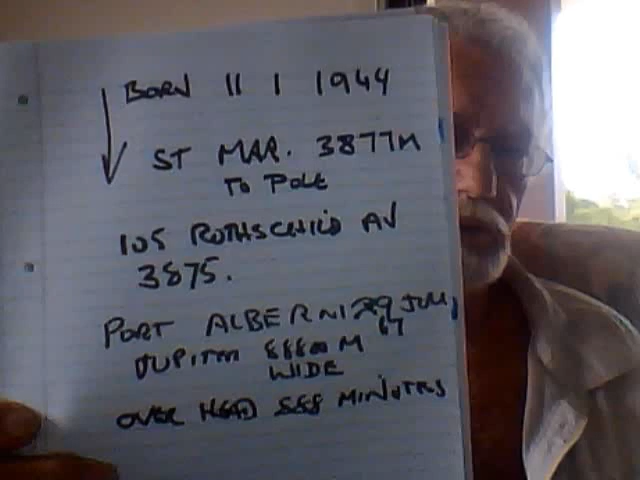 BORN 11 1 1944
ST MAR. 3877M
TO POLE
105 ROTHSCHILD AV
3875.
PORT ALBERNI 29 JUL,
67
JUPITER 88800 M
WIDE
OVER HEAD 888 MINUTES